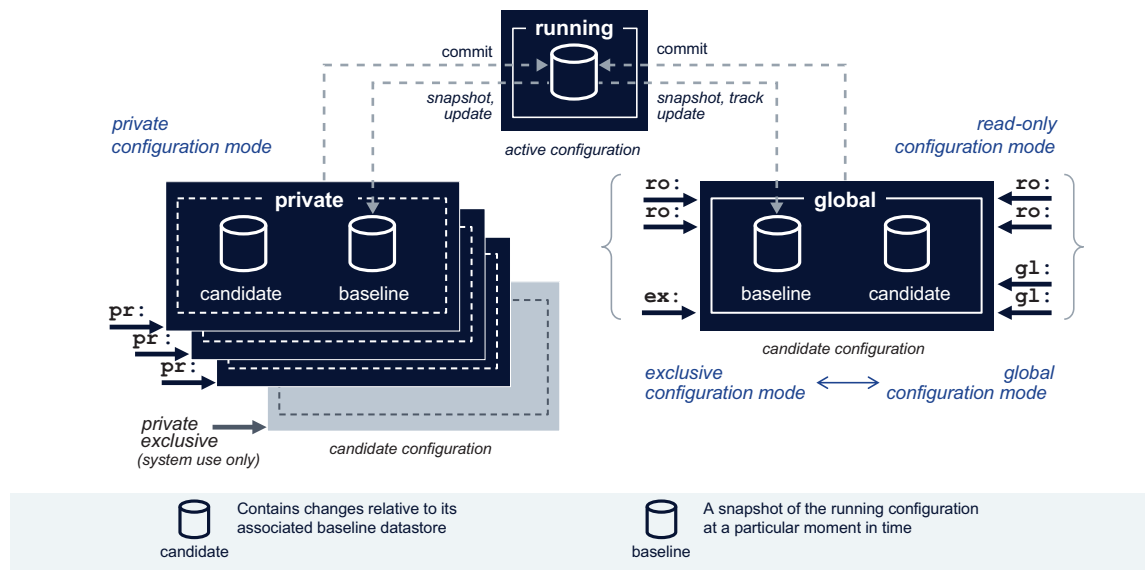 running
commit
commit
snapshot,
update
snapshot, track
update
active configuration
private
configuration mode
read-only
configuration mode
private
candidate
baseline
pr:
pr:
pr:
private
exclusive
(system use only)
candidate configuration
ro:
ro:
ex:
global
baseline
candidate
ro:
ro:
gl:
gl:
candidate configuration
exclusive
configuration mode
global
configuration mode
candidate
Contains changes relative to its
associated baseline datastore
baseline
A snapshot of the running configuration
at a particular moment in time